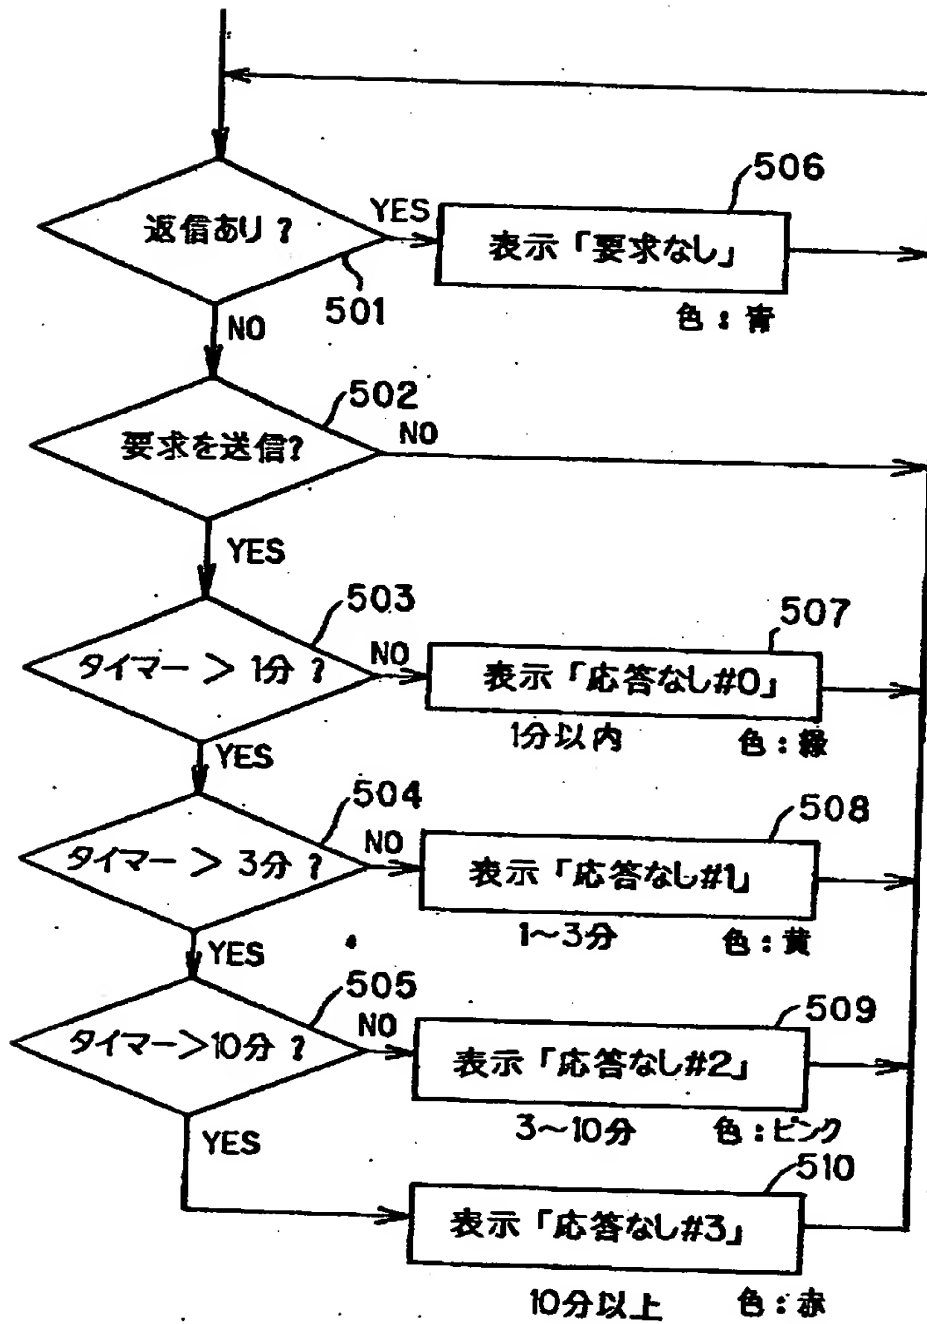 506
返信あり ?
YES
表示「要求なし」
501
色 : 青
NO
502
要求を送信?
NO
YES
503
507
タイマー > 1分 ?
NO
表示「応答なし#0」
1分以内
色 : 緑
YES
504
508
タイマー > 3分 ?
NO
表示「応答なし#1」
1~3分
色 : 黄
YES
505
509
タイマー>10分 ?
NO
表示「応答なし#2」
3~10分
色 : ピンク
YES
510
表示「応答なし#3」
10分以上
色 : 赤